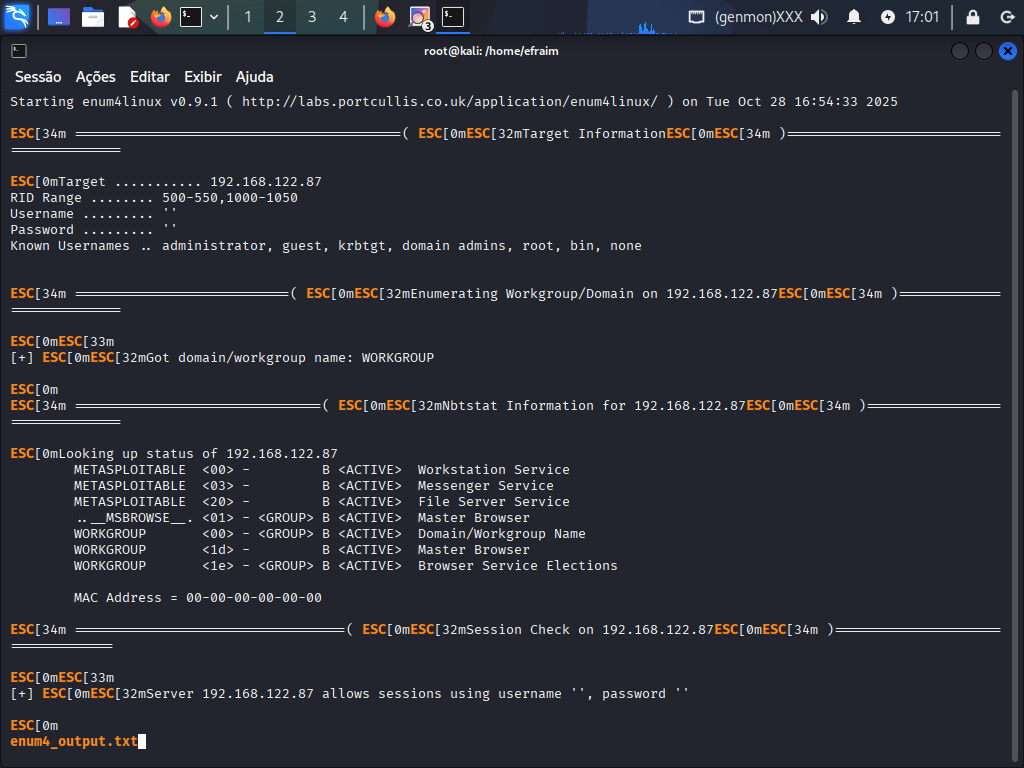 1 2 3 4 3 (genmon)XXX 17:01
root@kali: /home/efraim
Sessão Ações Editar Exibir Ajuda
Starting enum4linux v0.9.1 ( http://labs.portcullis.co.uk/application/enum4linux/ ) on Tue Oct 28 16:54:33 2025
ESC[34m =========================================( ESC[0mESC[32mTarget InformationESC[0mESC[34m )===========================
==============
ESC[0mTarget ........... 192.168.122.87
RID Range ........ 500-550,1000-1050
Username ......... ''
Password ......... ''
Known Usernames .. administrator, guest, krbtgt, domain admins, root, bin, none
ESC[34m ===========================( ESC[0mESC[32mEnumerating Workgroup/Domain on 192.168.122.87ESC[0mESC[34m )=============
==============
ESC[0mESC[33m
[+] ESC[0mESC[32mGot domain/workgroup name: WORKGROUP
ESC[0m
ESC[34m ===============================( ESC[0mESC[32mNbtstat Information for 192.168.122.87ESC[0mESC[34m )=================
==============
ESC[0mLooking up status of 192.168.122.87
METASPLOITABLE <00> - B <ACTIVE> Workstation Service
METASPLOITABLE <03> - B <ACTIVE> Messenger Service
METASPLOITABLE <20> - B <ACTIVE> File Server Service
..__MSBROWSE__. <01> - <GROUP> B <ACTIVE> Master Browser
WORKGROUP <00> - <GROUP> B <ACTIVE> Domain/Workgroup Name
WORKGROUP <1d> - B <ACTIVE> Master Browser
WORKGROUP <1e> - <GROUP> B <ACTIVE> Browser Service Elections
MAC Address = 00-00-00-00-00-00
ESC[34m ==================================( ESC[0mESC[32mSession Check on 192.168.122.87ESC[0mESC[34m )=====================
=============
ESC[0mESC[33m
[+] ESC[0mESC[32mServer 192.168.122.87 allows sessions using username '', password ''
ESC[0m
enum4_output.txt